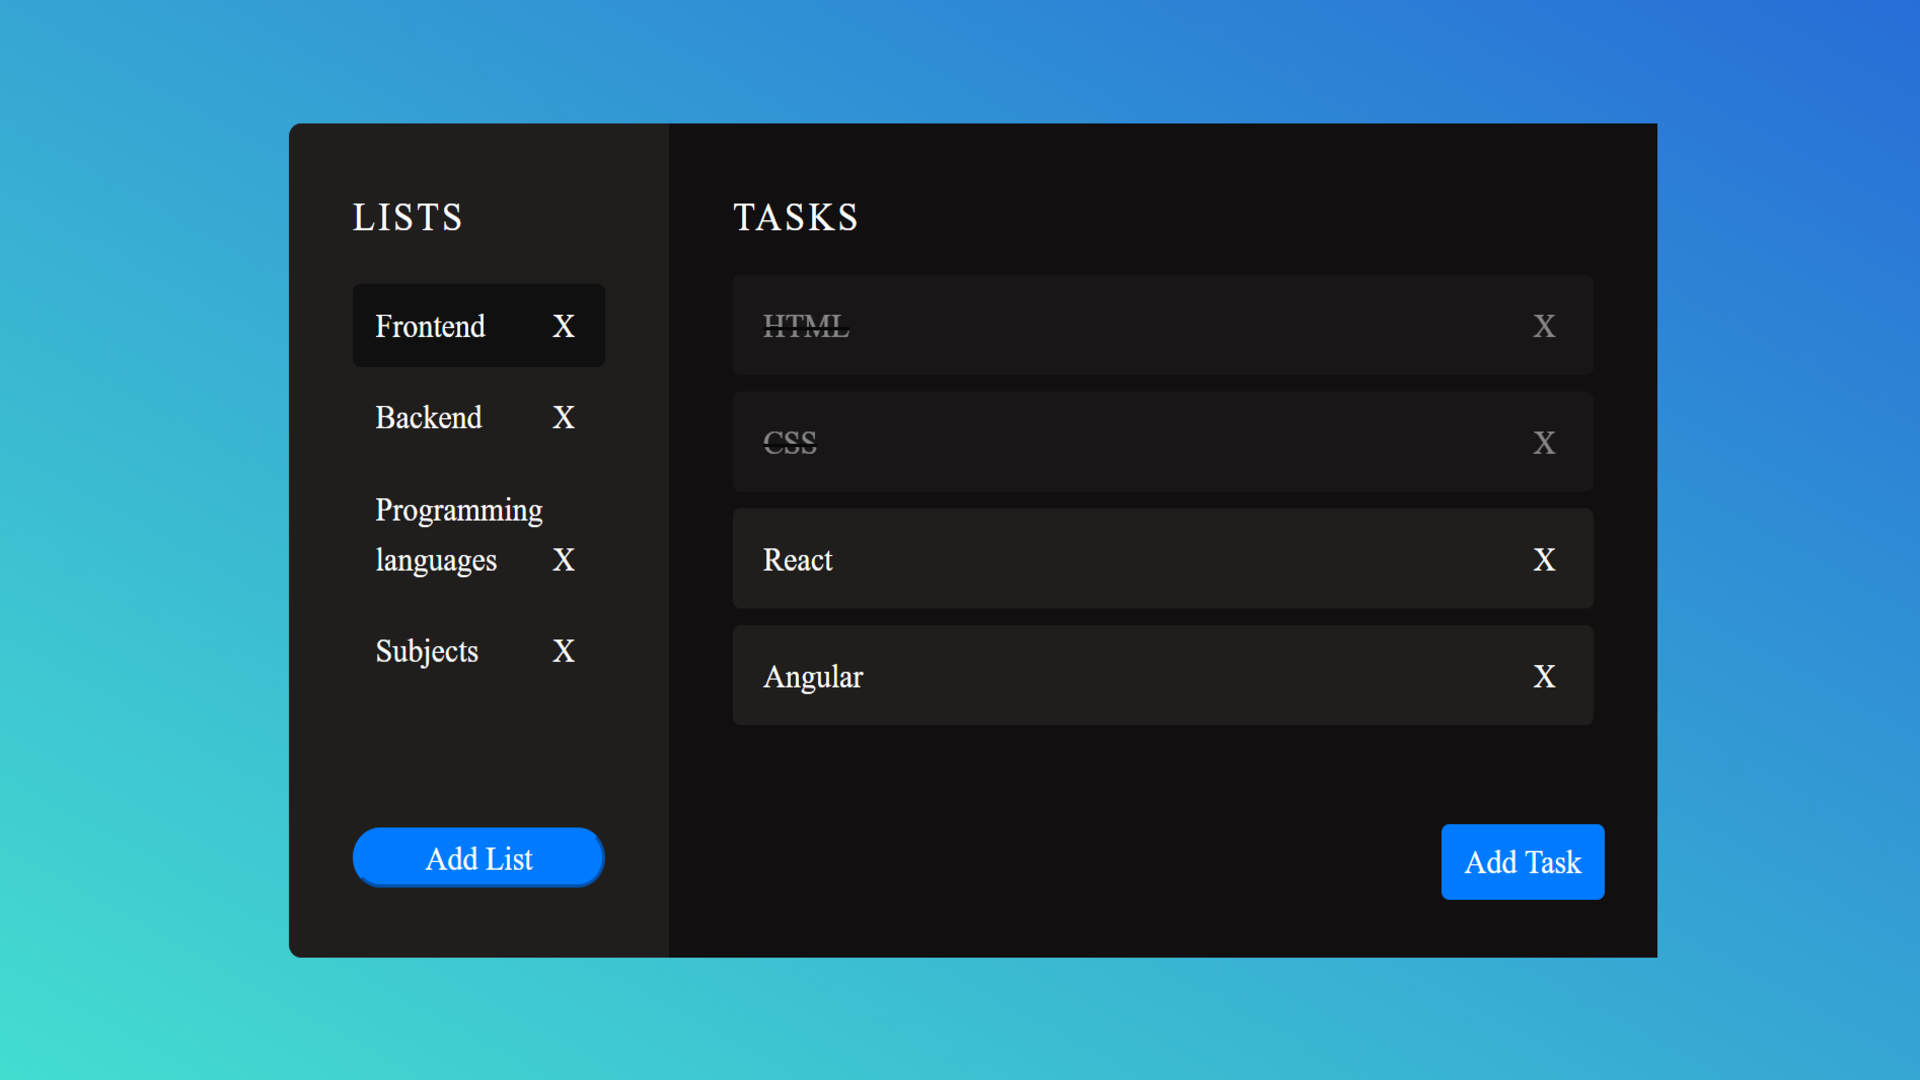 LISTS
Frontend X
Backend X
Programming
languages X
Subjects X
Add List
TASKS
HTML X
CSS X
React X
Angular X
Add Task